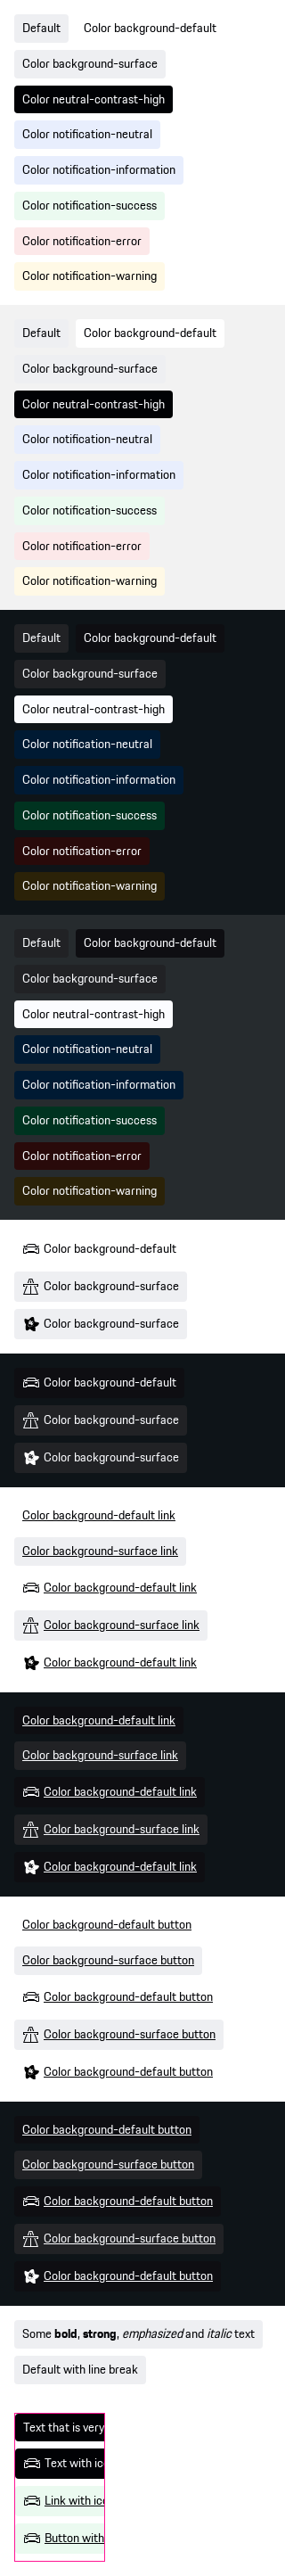 Default Color background-default
Color background-surface
Color neutral-contrast-high
Color notification-neutral
Color notification-information
Color notification-success
Color notification-error
Color notification-warning
Default Color background-default
Color background-surface
Color neutral-contrast-high
Color notification-neutral
Color notification-information
Color notification-success
Color notification-error
Color notification-warning
Default Color background-default
Color background-surface
Color neutral-contrast-high
Color notification-neutral
Color notification-information
Color notification-success
Color notification-error
Color notification-warning
Default Color background-default
Color background-surface
Color neutral-contrast-high
Color notification-neutral
Color notification-information
Color notification-success
Color notification-error
Color notification-warning
Color background-default
Color background-surface
Color background-surface
Color background-default
Color background-surface
Color background-surface
Color background-default link
Color background-surface link
Color background-default link
Color background-surface link
Color background-default link
Color background-default link
Color background-surface link
Color background-default link
Color background-surface link
Color background-default link
Color background-default button
Color background-surface button
Color background-default button
Color background-surface button
Color background-default button
Color background-default button
Color background-surface button
Color background-default button
Color background-surface button
Color background-default button
Some bold, strong, emphasized and italic text
Default with line break
Text that is very
Text with
Link with
Button with